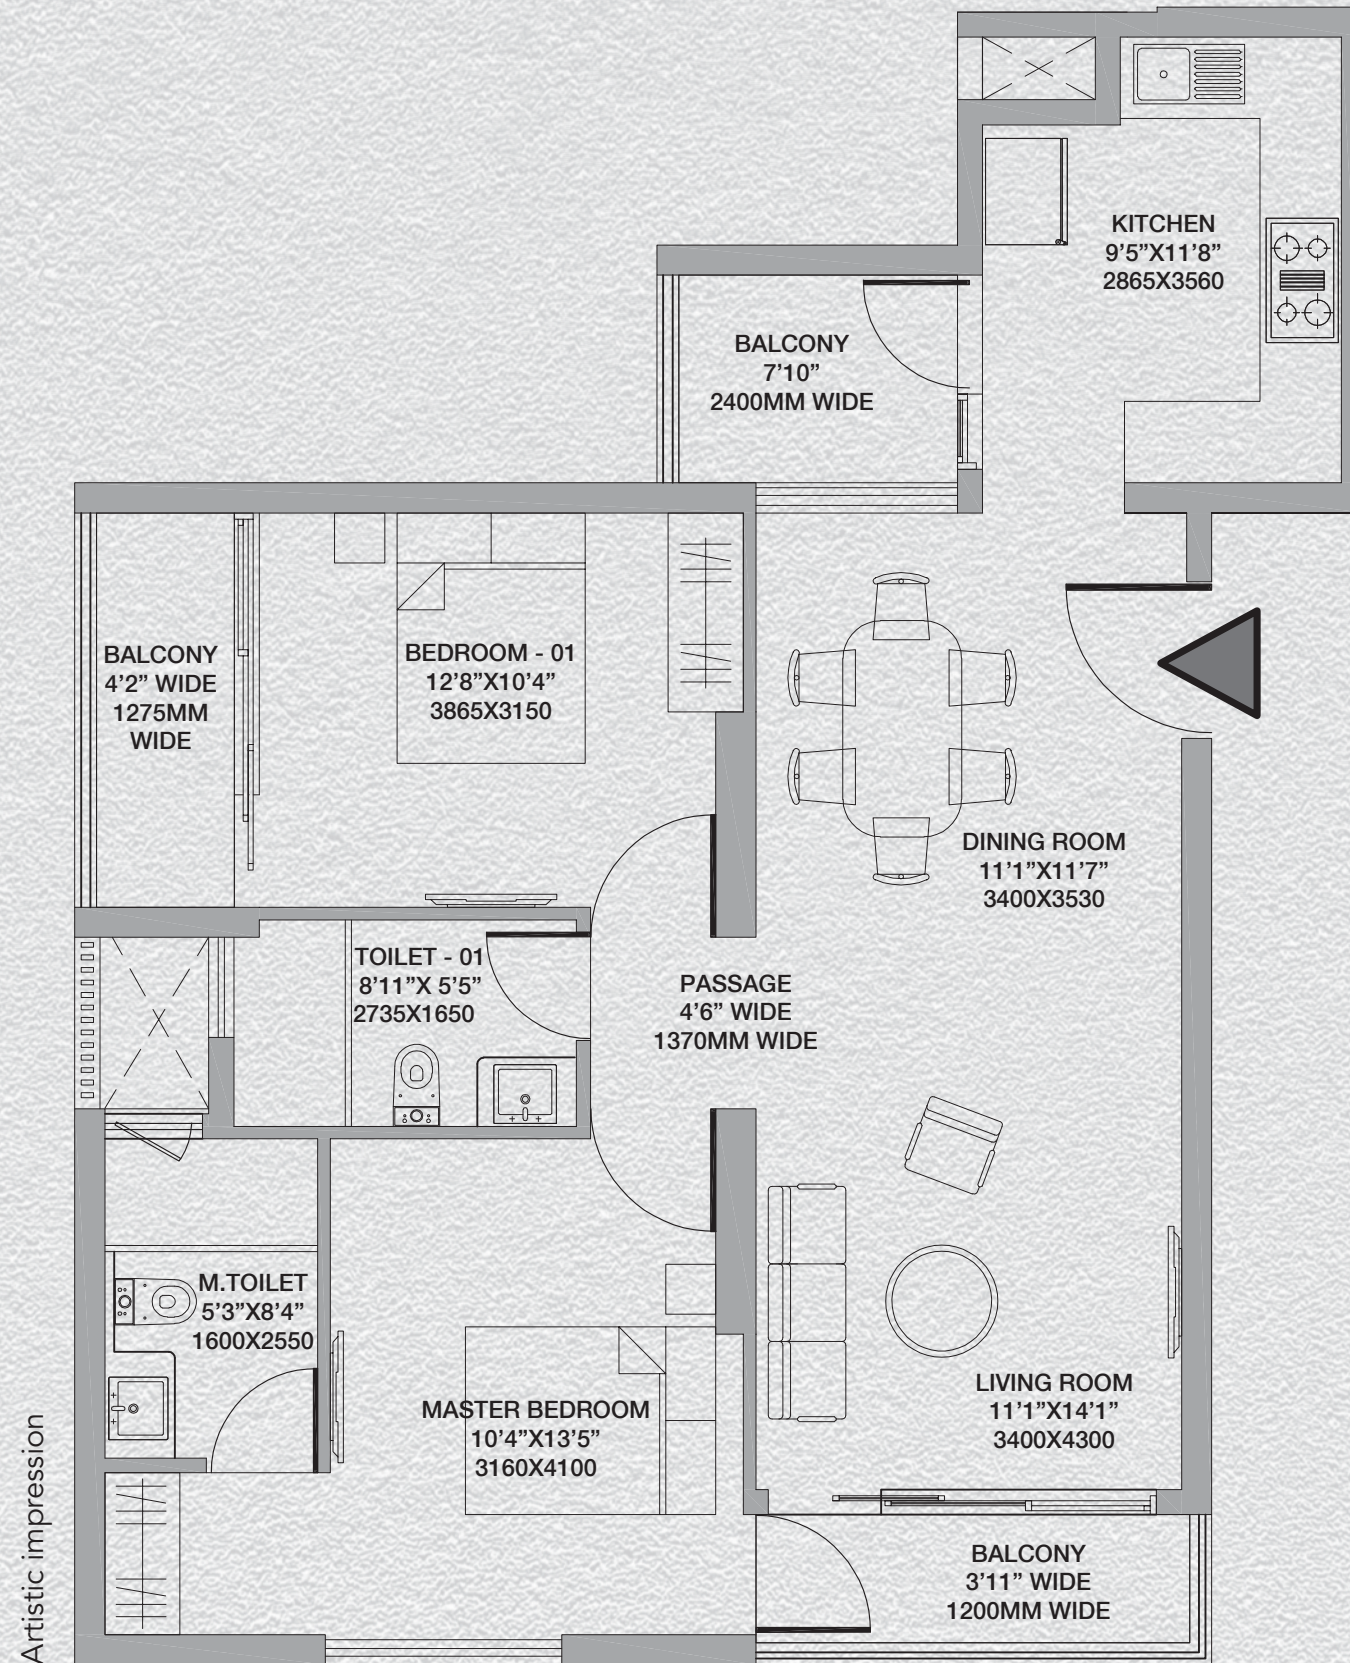 KITCHEN
9’5”X11’8”
2865X3560
BALCONY
7’10”
2400MM WIDE
BALCONY
4’2” WIDE
1275MM
WIDE
BEDROOM - 01
12’8”X10’4”
3865X3150
DINING ROOM
11’1”X11’7”
3400X3530
TOILET - 01
8’11”X 5’5”
2735X1650
PASSAGE
4’6” WIDE
1370MM WIDE
M.TOILET
5’3”X8’4”
1600X2550
MASTER BEDROOM
10’4”X13’5”
3160X4100
LIVING ROOM
11’1”X14’1”
3400X4300
BALCONY
3’11” WIDE
1200MM WIDE
Artistic impression